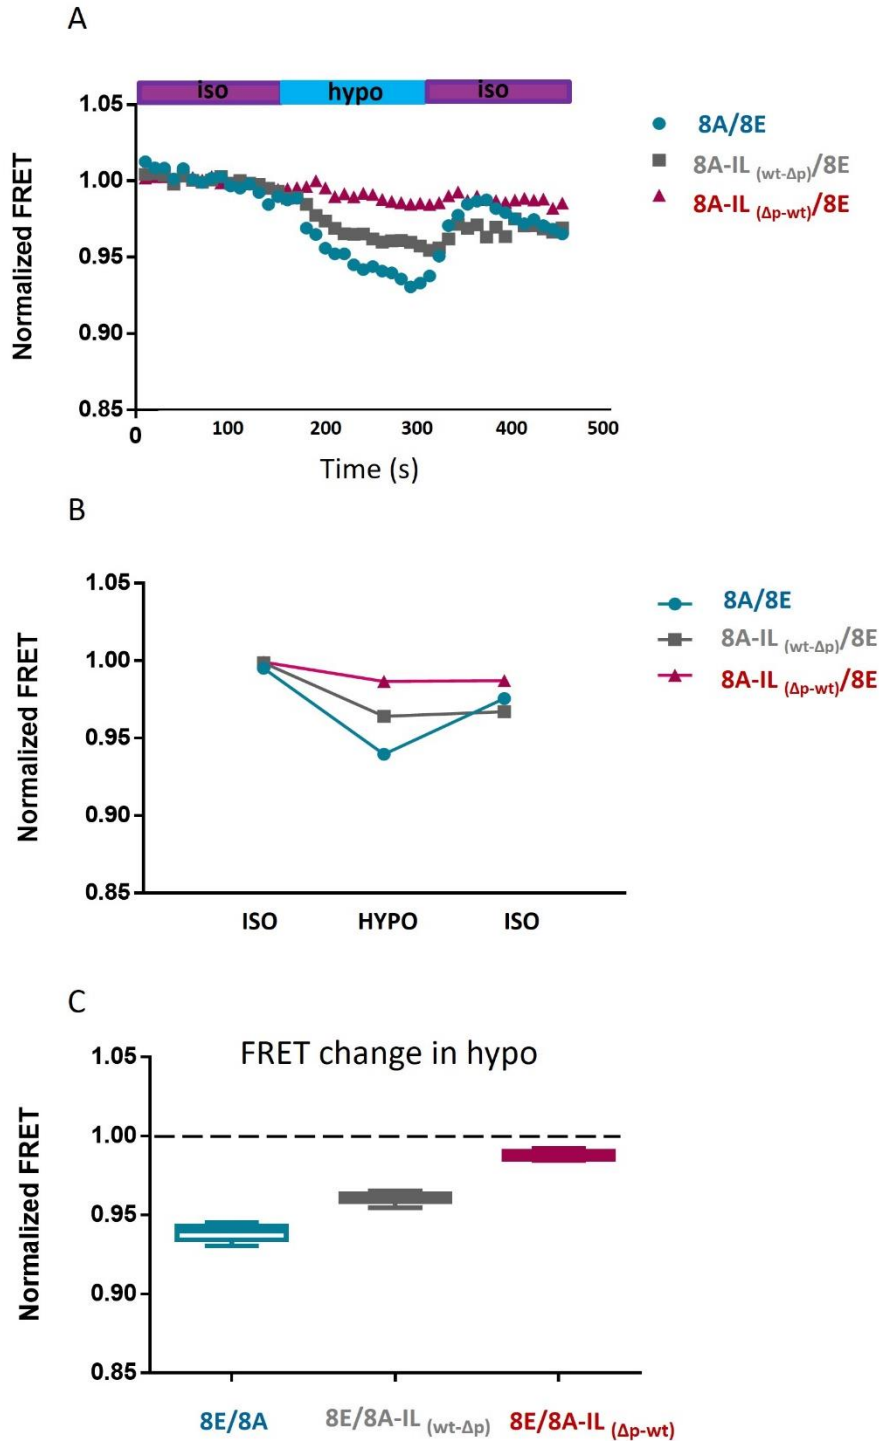 A
iso hypo iso
1.05
1.00
0.95
0.90
0.85
Normalized FRET
0 100 200 300 400 500
Time (s)
8A/8E
8A-IL (wt-Δp)/8E
8A-IL (Δp-wt)/8E
B
1.05
1.00
0.95
0.90
0.85
Normalized FRET
ISO HYPO ISO
8A/8E
8A-IL (wt-Δp)/8E
8A-IL (Δp-wt)/8E
C
FRET change in hypo
1.05
1.00
0.95
0.90
0.85
Normalized FRET
8E/8A 8E/8A-IL (wt-Δp) 8E/8A-IL (Δp-wt)